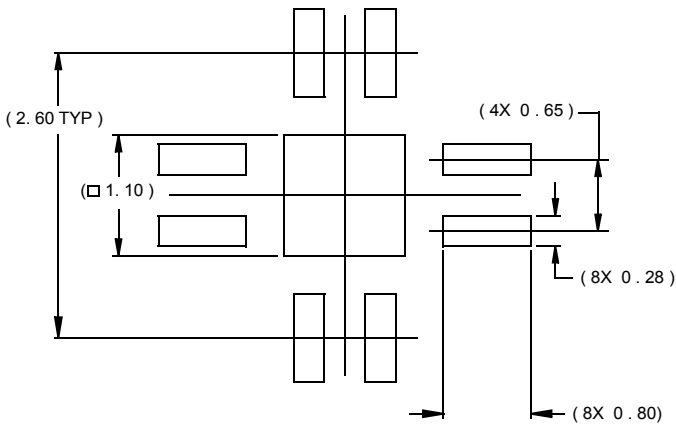 ( 4X 0 . 65 )
( 2. 60 TYP )
(□ 1. 10 )
( 8X 0 . 28 )
( 8X 0 . 80)